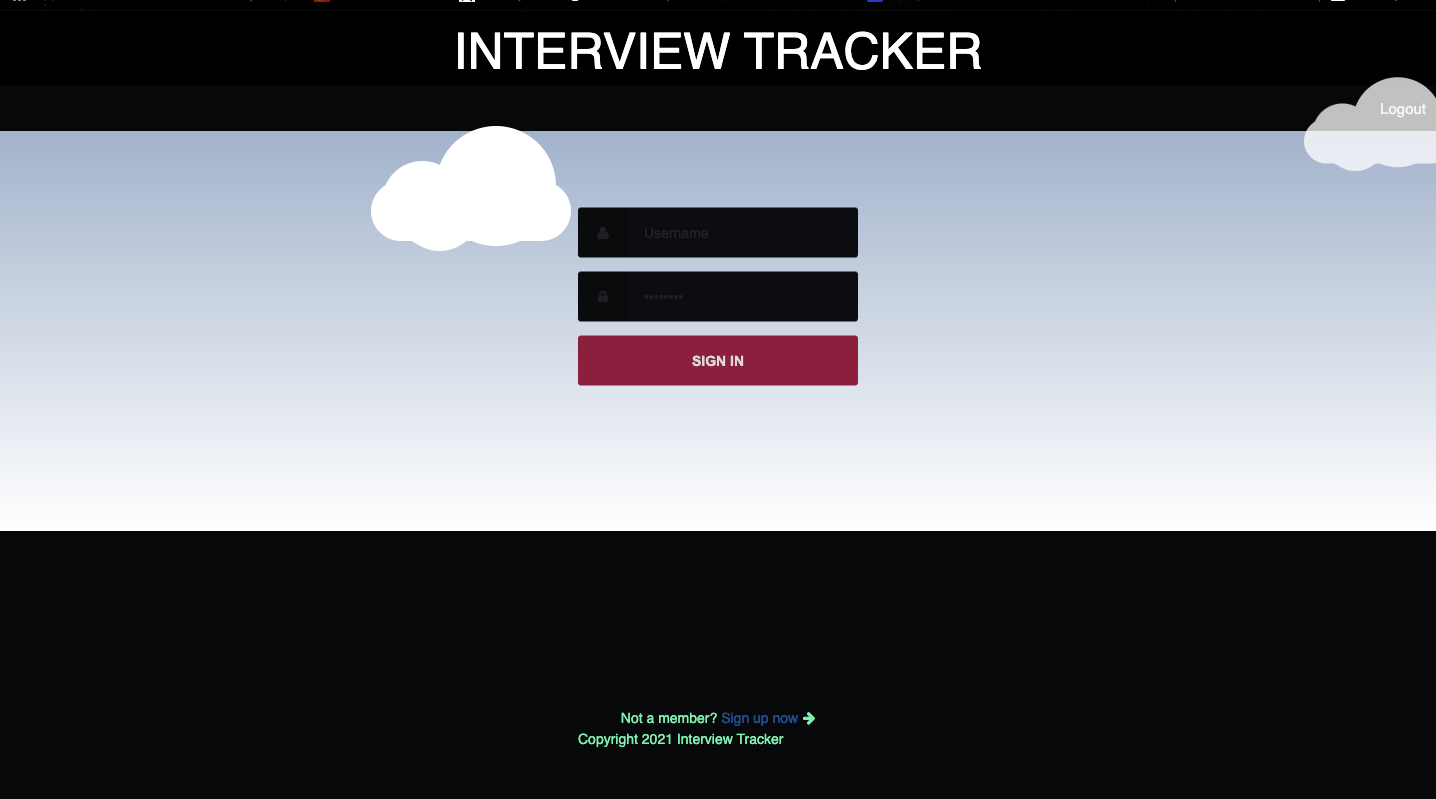 INTERVIEW TRACKER
Logout
Username
••••••••
SIGN IN
Not a member? Sign up now
Copyright 2021 Interview Tracker